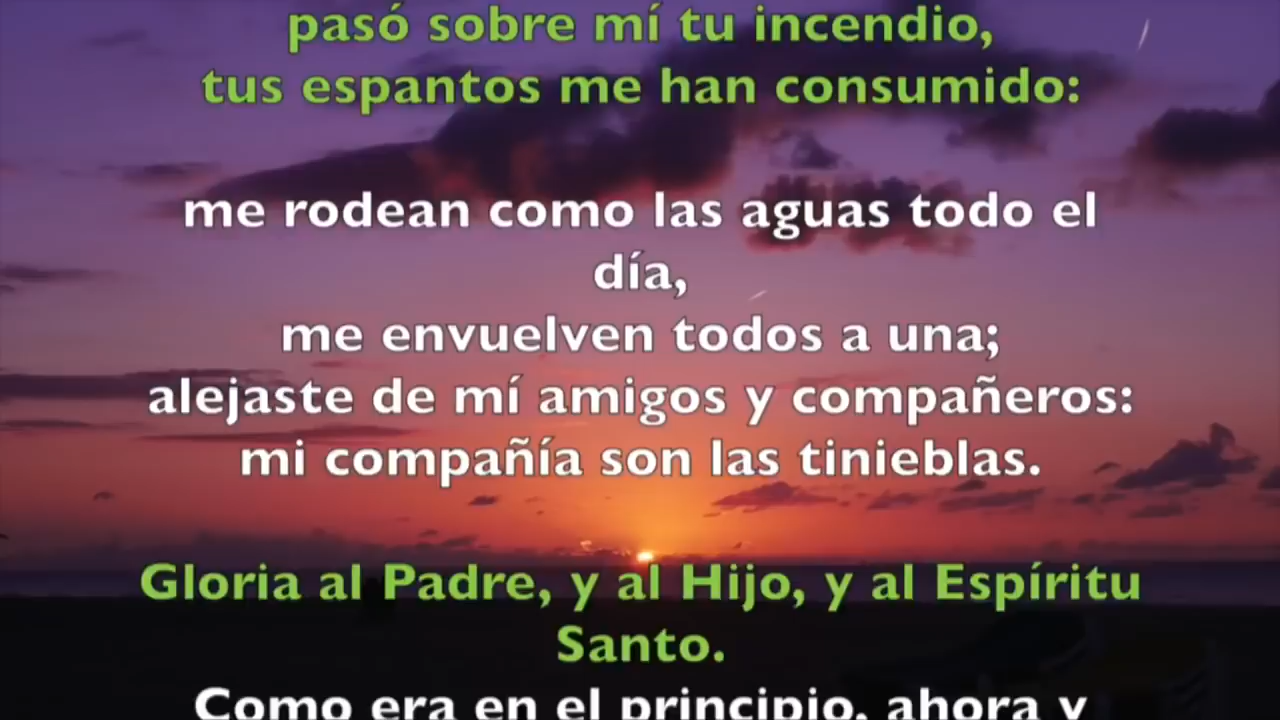 pasó sobre mí tu incendio,
tus espantos me han consumido:
me rodean como las aguas todo el
día,
me envuelven todos a una;
alejaste de mí amigos y compañeros:
mi compañía son las tinieblas.
Gloria al Padre, y al Hijo, y al Espíritu
Santo.
Como era en el principio, ahora y